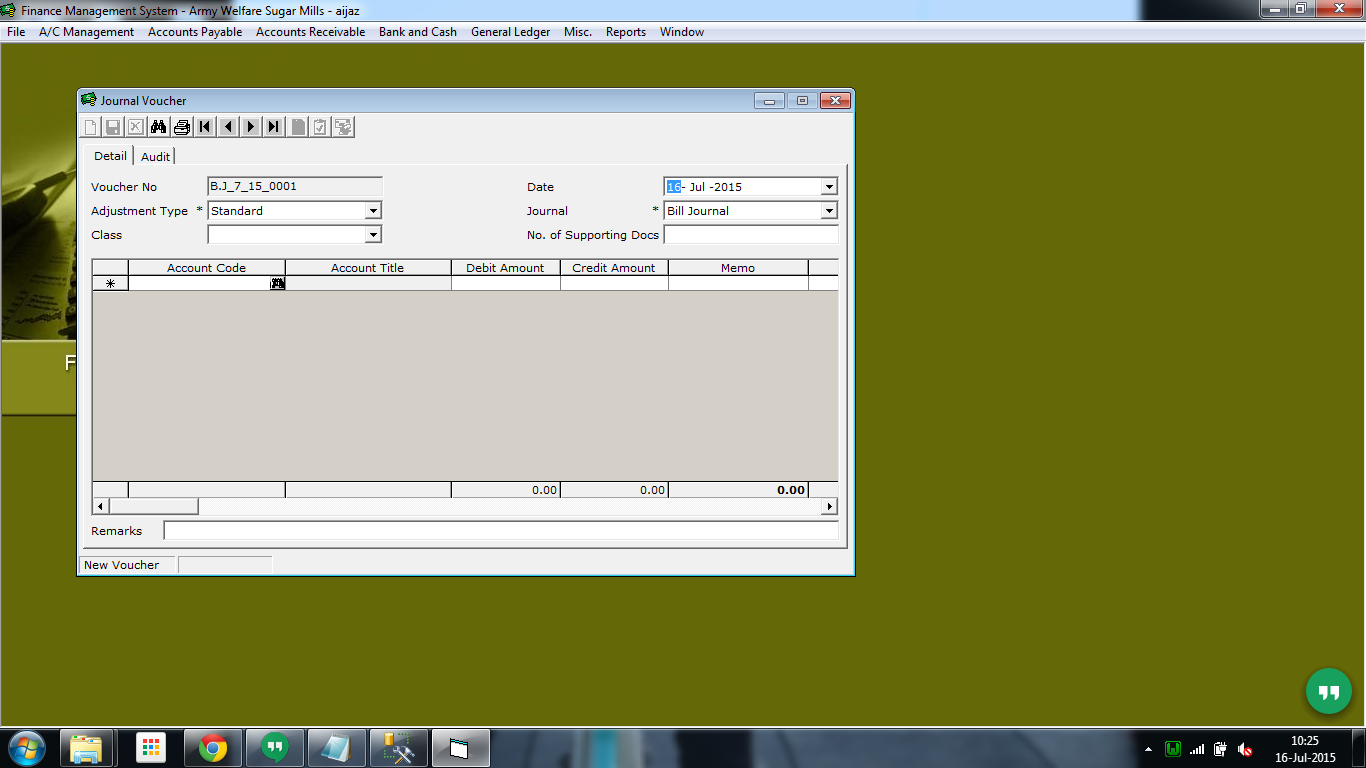 Finance Management System - Army Welfare Sugar Mills - aijaz
File A/C Management Accounts Payable Accounts Receivable Bank and Cash General Ledger Misc. Reports Window
Journal Voucher
Detail Audit
Voucher No B.J_7_15_0001 Date 16- Jul -2015
Adjustment Type * Standard Journal * Bill Journal
Class No. of Supporting Docs
Account Code Account Title Debit Amount Credit Amount Memo
F
0.00 0.00 0.00
Remarks
New Voucher
10:25
16-Jul-2015